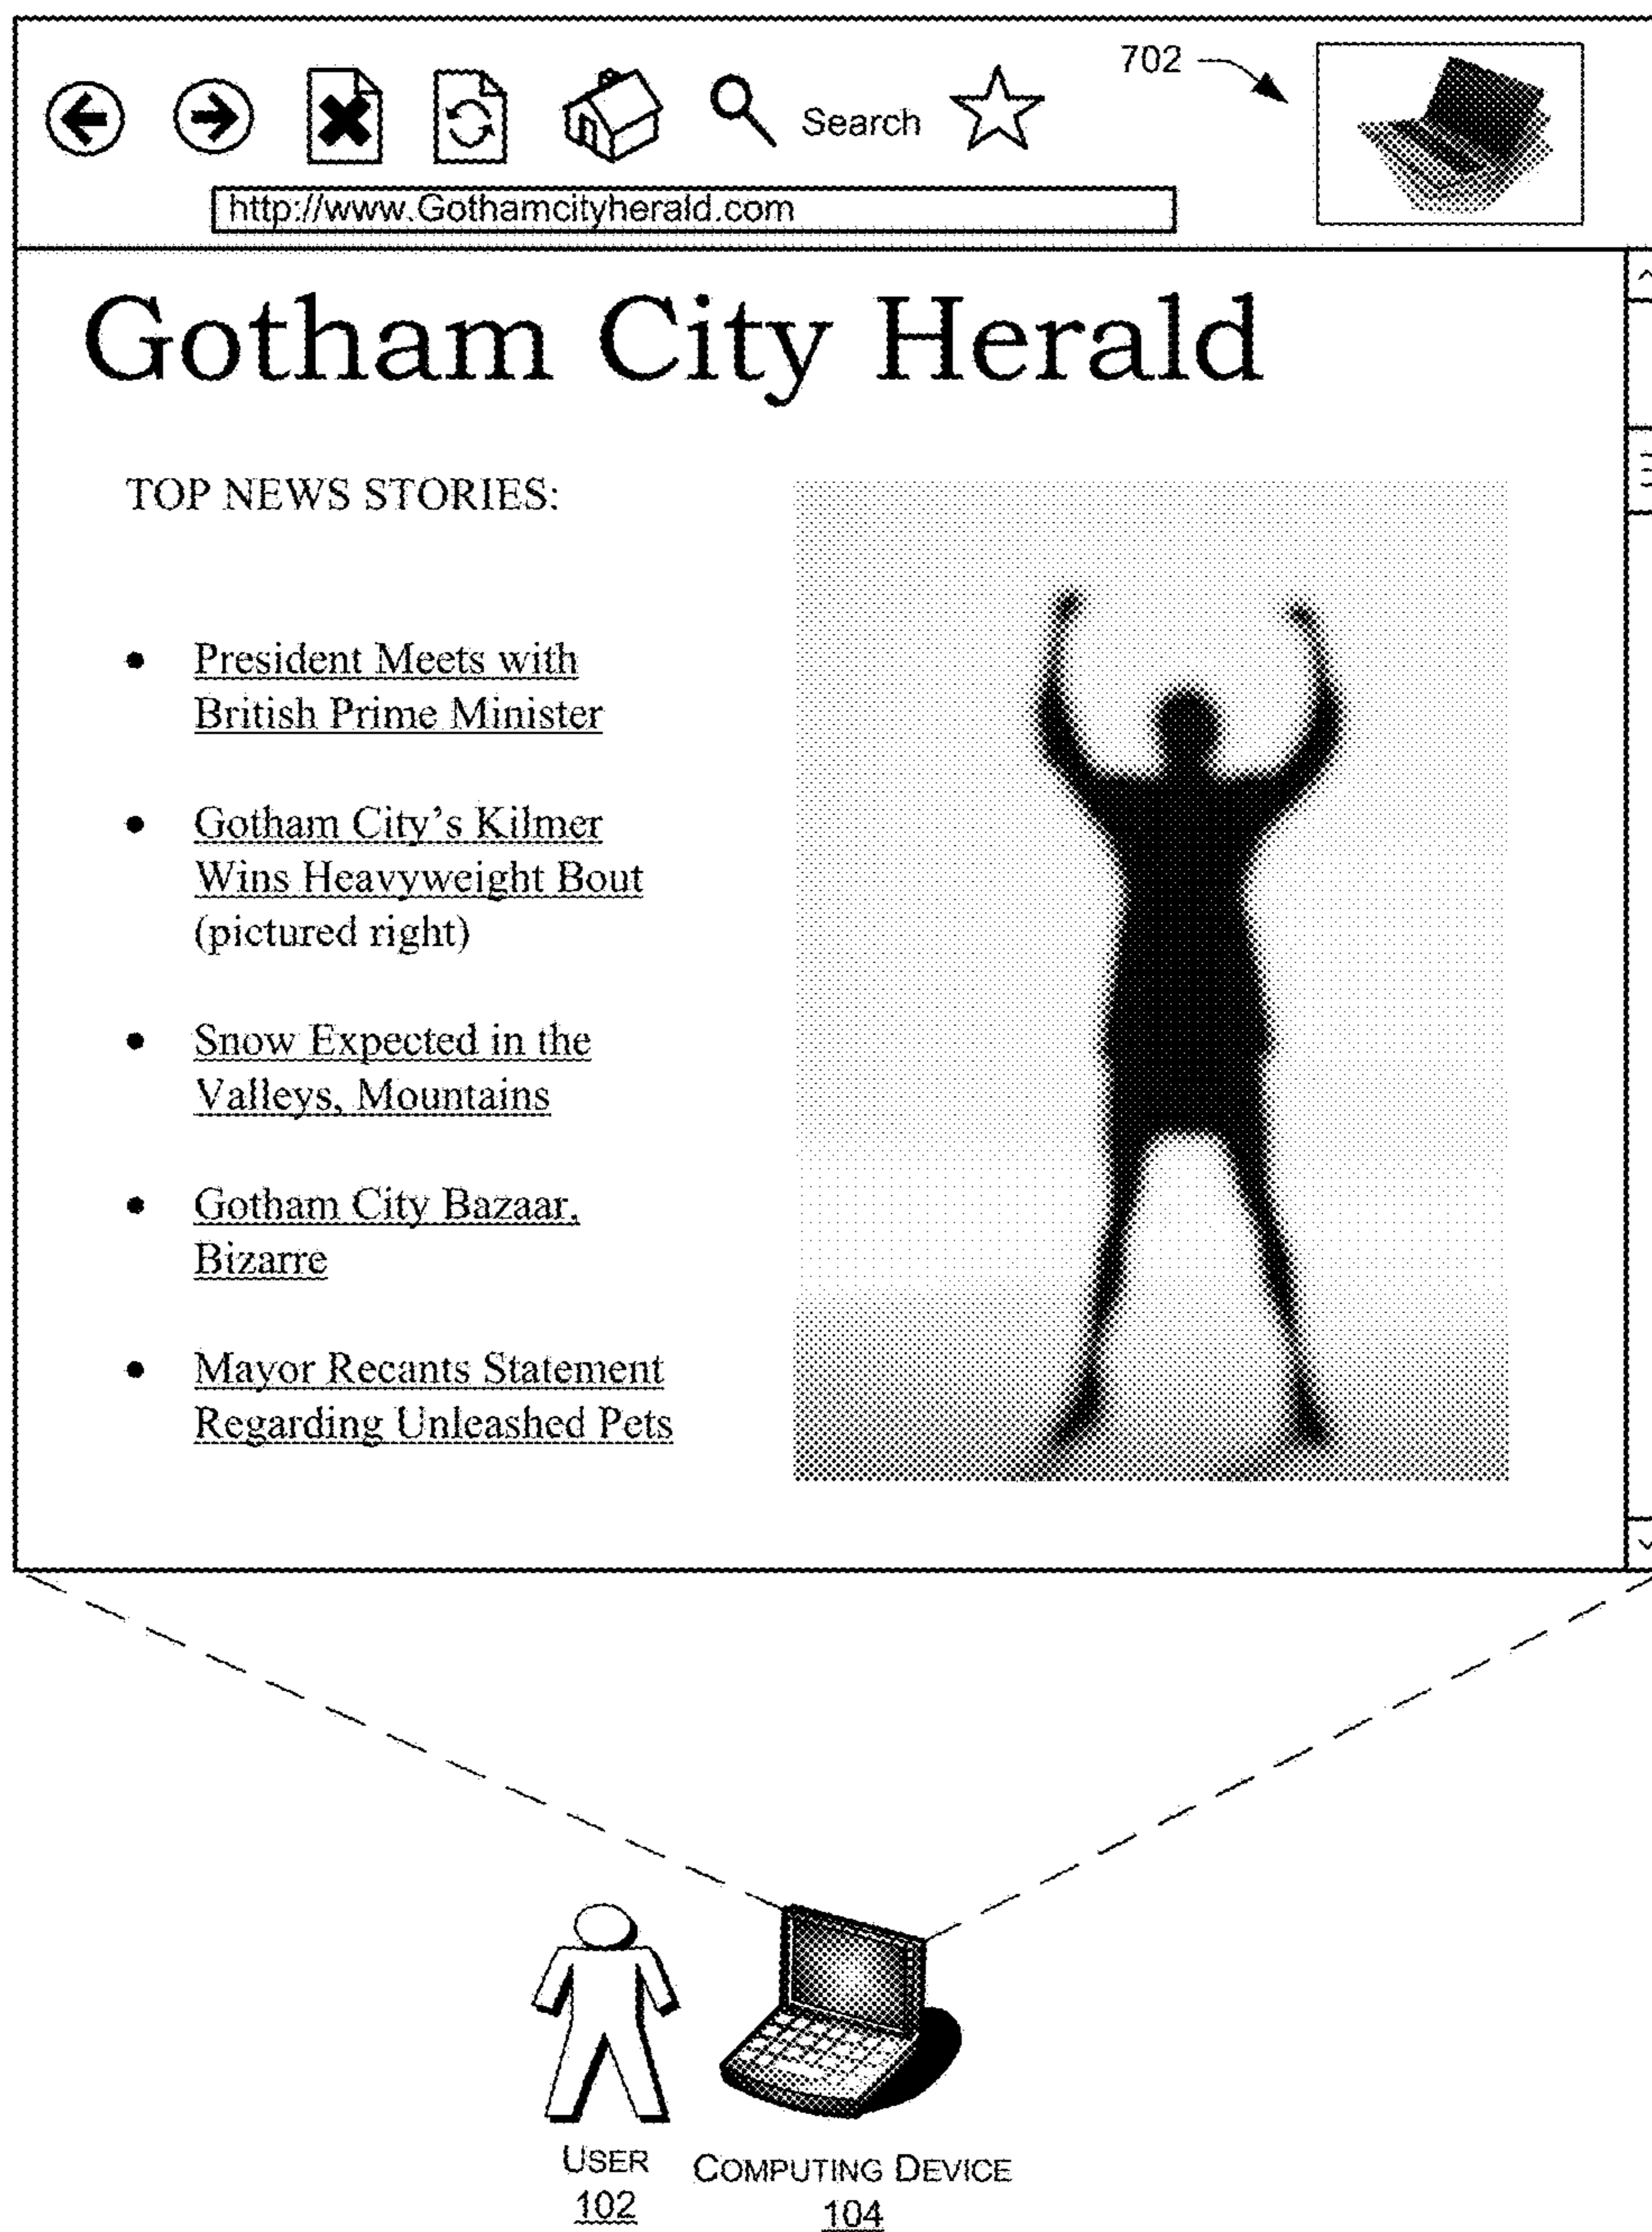 702
Search
http://www.Gothamcityherald.com
Gotham City Herald
TOP NEWS STORIES:
• President Meets with
British Prime Minister
• Gotham City's Kilmer
Wins Heavyweight Bout
(pictured right)
• Snow Expected in the
Valleys, Mountains
• Gotham City Bazaar,
Bizarre
• Mayor Recants Statement
Regarding Unleashed Pets
USER
102
COMPUTING DEVICE
104